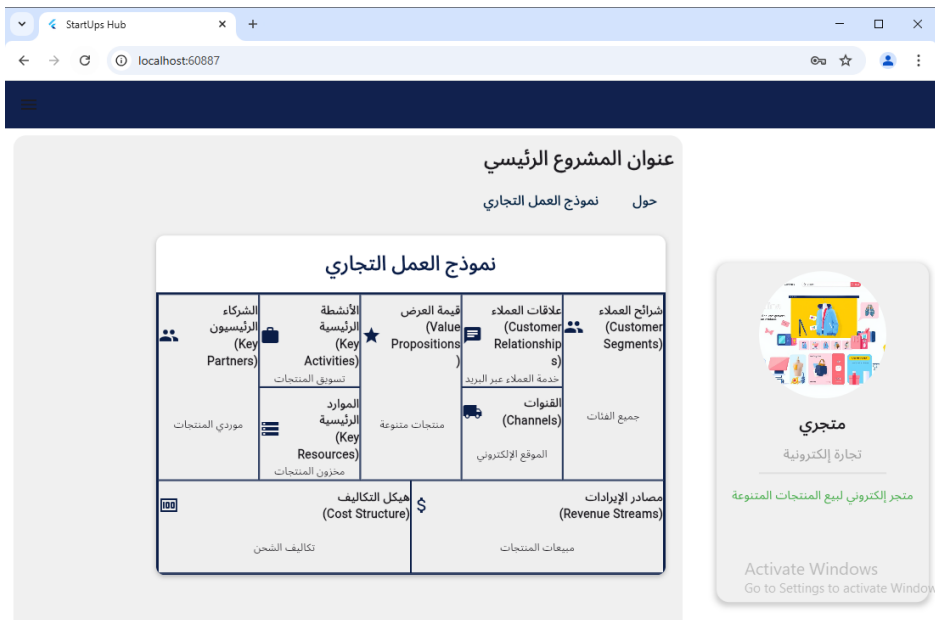 StartUps Hub
localhost:60887
عنوان المشروع الرئيسي
حول
نموذج العمل التجاري
نموذج العمل التجاري
شرائح العملاء
(Customer
Segments)
جميع الفئات
علاقات العملاء
(Customer
Relationship
s)
خدمة العملاء عبر البريد
القنوات
(Channels)
الموقع الإلكتروني
قيمة العرض
(Value
Propositions
)
منتجات متنوعة
الأنشطة
الرئيسية
(Key
Activities)
تسويق المنتجات
الموارد
الرئيسية
(Key
Resources)
مخزون المنتجات
الشركاء
الرئيسيون
(Key
Partners)
موردي المنتجات
مصادر الإيرادات
(Revenue Streams)
مبيعات المنتجات
هيكل التكاليف
(Cost Structure)
تكاليف الشحن
متجري
تجارة إلكترونية
متجر إلكتروني لبيع المنتجات المتنوعة
Activate Windows
Go to Settings to activate Window